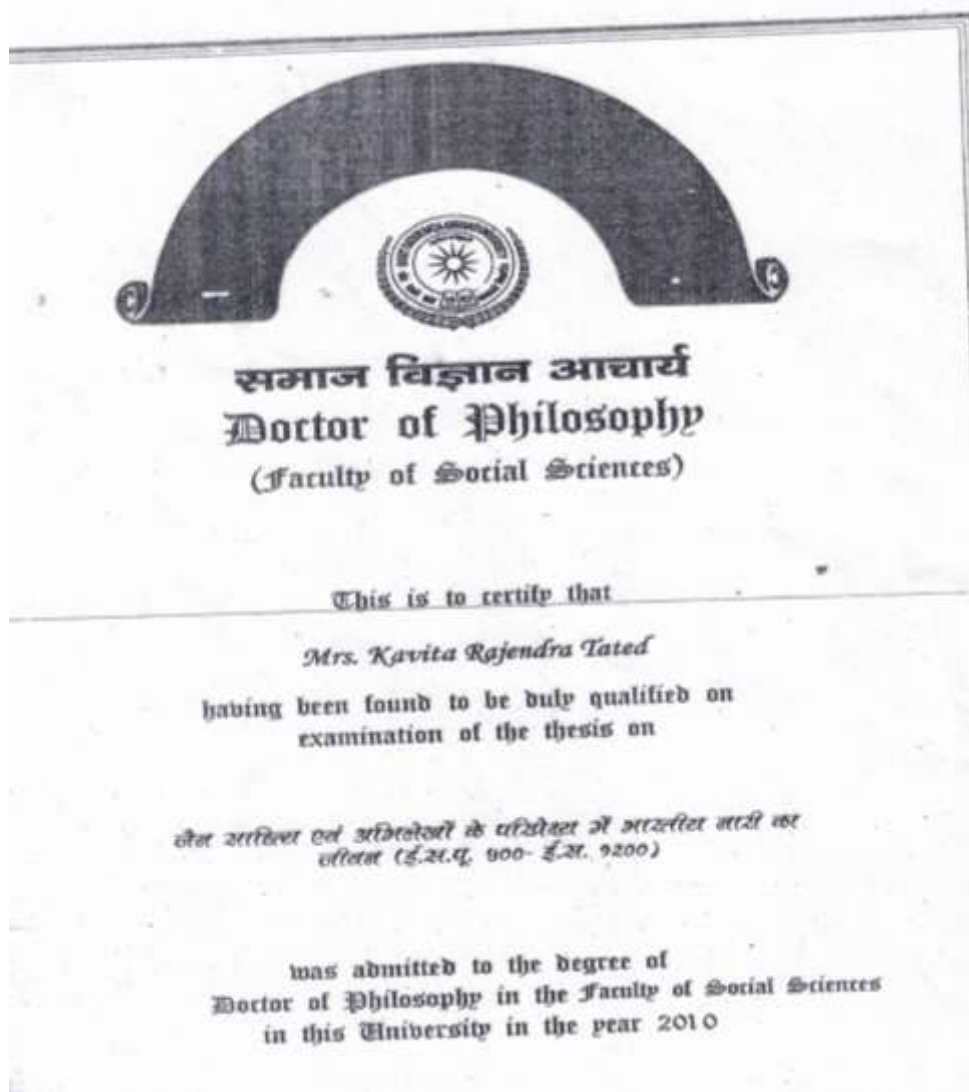 समाज विज्ञान आचार्य
Doctor of Philosophy
(Faculty of Social Sciences)
This is to certify that
Mrs. Kavita Rajendra Tated
having been found to be duly qualified on
examination of the thesis on
जैन साहित्य एवं अभिलेखों के परिप्रेक्ष्य में भारतीय नारी का
जीवन (ई.स.पू. ६००- ई.स. १२००)
was admitted to the degree of
Doctor of Philosophy in the Faculty of Social Sciences
in this University in the year 2010